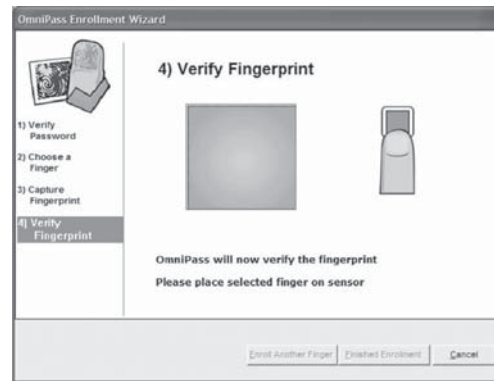 OmniPass Enrollment Wizard
4) Verify Fingerprint
1) Verify
Password
2) Choose a
Finger
3) Capture
Fingerprint
4) Verify
Fingerprint
OmniPass will now verify the fingerprint
Please place selected finger on sensor
Enroll Another Finger
Finished Enrolment
Cancel